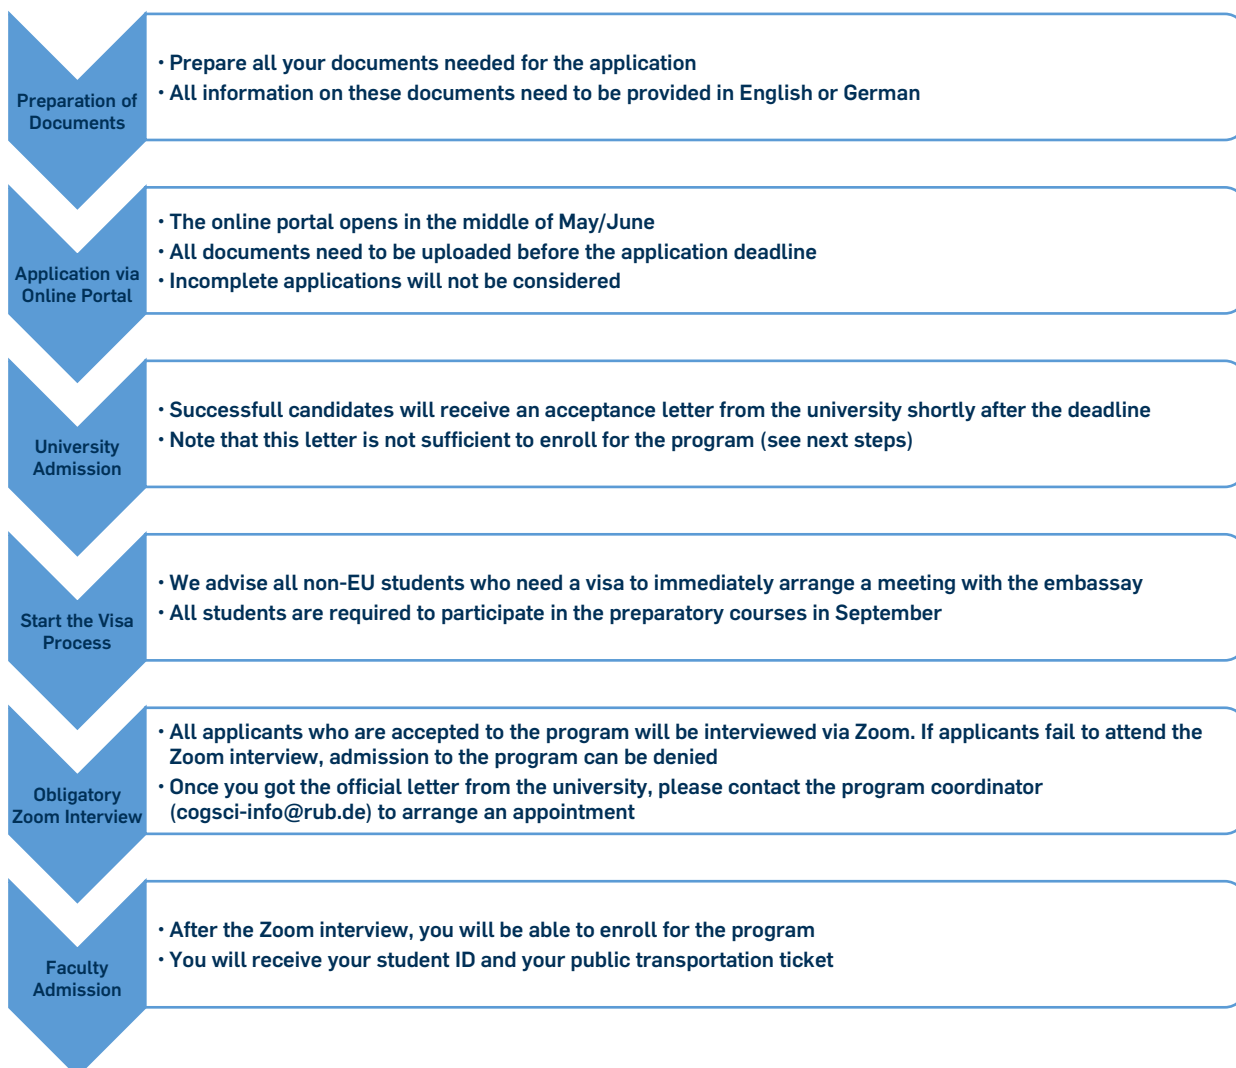 Preparation of
Documents
• Prepare all your documents needed for the application
• All information on these documents need to be provided in English or German
Application via
Online Portal
• The online portal opens in the middle of May/June
• All documents need to be uploaded before the application deadline
• Incomplete applications will not be considered
University
Admission
• Successfull candidates will receive an acceptance letter from the university shortly after the deadline
• Note that this letter is not sufficient to enroll for the program (see next steps)
Start the Visa
Process
• We advise all non-EU students who need a visa to immediately arrange a meeting with the embassay
• All students are required to participate in the preparatory courses in September
Obligatory
Zoom Interview
• All applicants who are accepted to the program will be interviewed via Zoom. If applicants fail to attend the
Zoom interview, admission to the program can be denied
• Once you got the official letter from the university, please contact the program coordinator
(cogsci-info@rub.de) to arrange an appointment
Faculty
Admission
• After the Zoom interview, you will be able to enroll for the program
• You will receive your student ID and your public transportation ticket